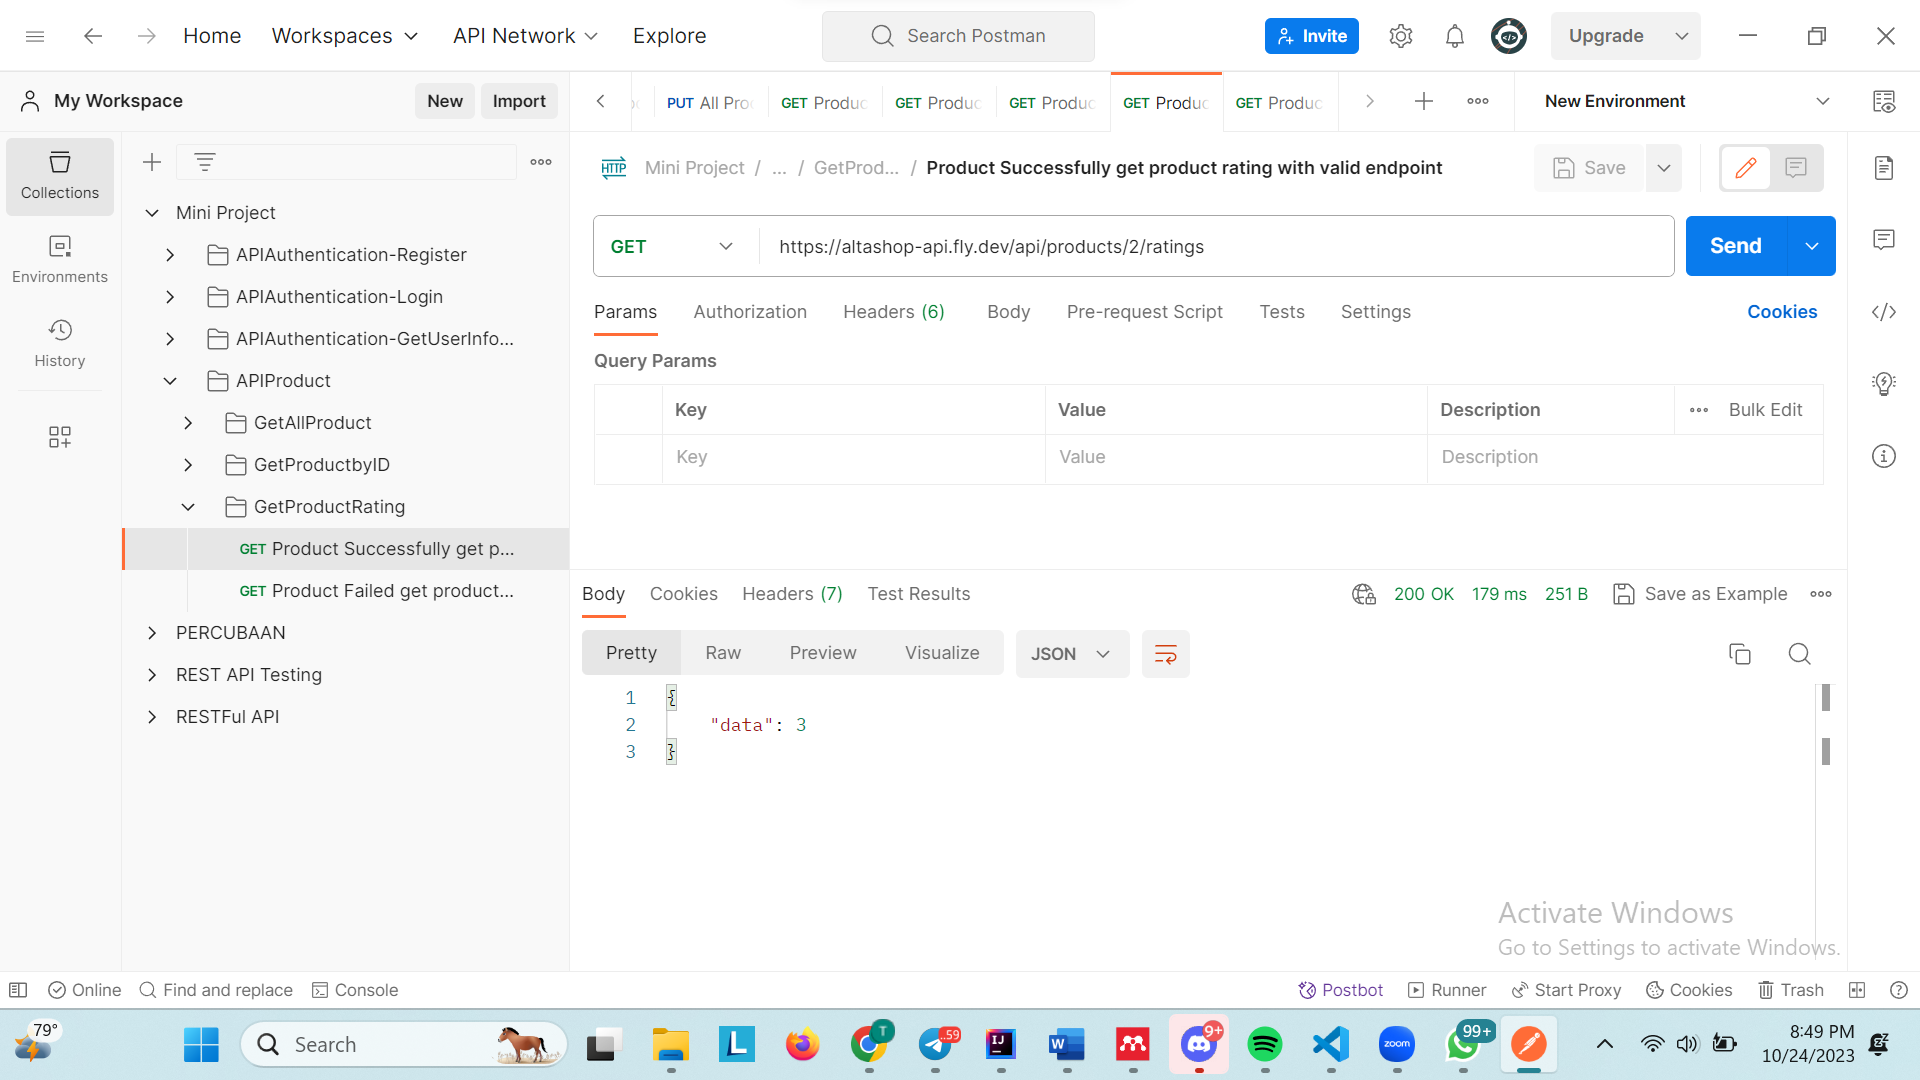 Home Workspaces API Network Explore Search Postman Invite Upgrade
My Workspace New Import PUT All Pro GET Produc GET Produc GET Produc GET Produc GET Produc New Environment
HTTP Mini Project / ... / GetProd... / Product Successfully get product rating with valid endpoint Save
Collections
Environments
History
Mini Project
APIAuthentication-Register
APIAuthentication-Login
APIAuthentication-GetUserInfo...
APIProduct
GetAllProduct
GetProductbyID
GetProductRating
GET Product Successfully get p...
GET Product Failed get product...
PERCUBAAN
REST API Testing
RESTFul API
GET https://altashop-api.fly.dev/api/products/2/ratings Send
Params Authorization Headers (6) Body Pre-request Script Tests Settings Cookies
Query Params
Key Value Description Bulk Edit
Key Value Description
Body Cookies Headers (7) Test Results 200 OK 179 ms 251 B Save as Example
Pretty Raw Preview Visualize JSON
1 {
2 "data": 3
3 }
Activate Windows
Go to Settings to activate Windows.
Online Find and replace Console Postbot Runner Start Proxy Cookies Trash
79° Search T ..59 IJ W 9+ zoom 99+ 8:49 PM
10/24/2023